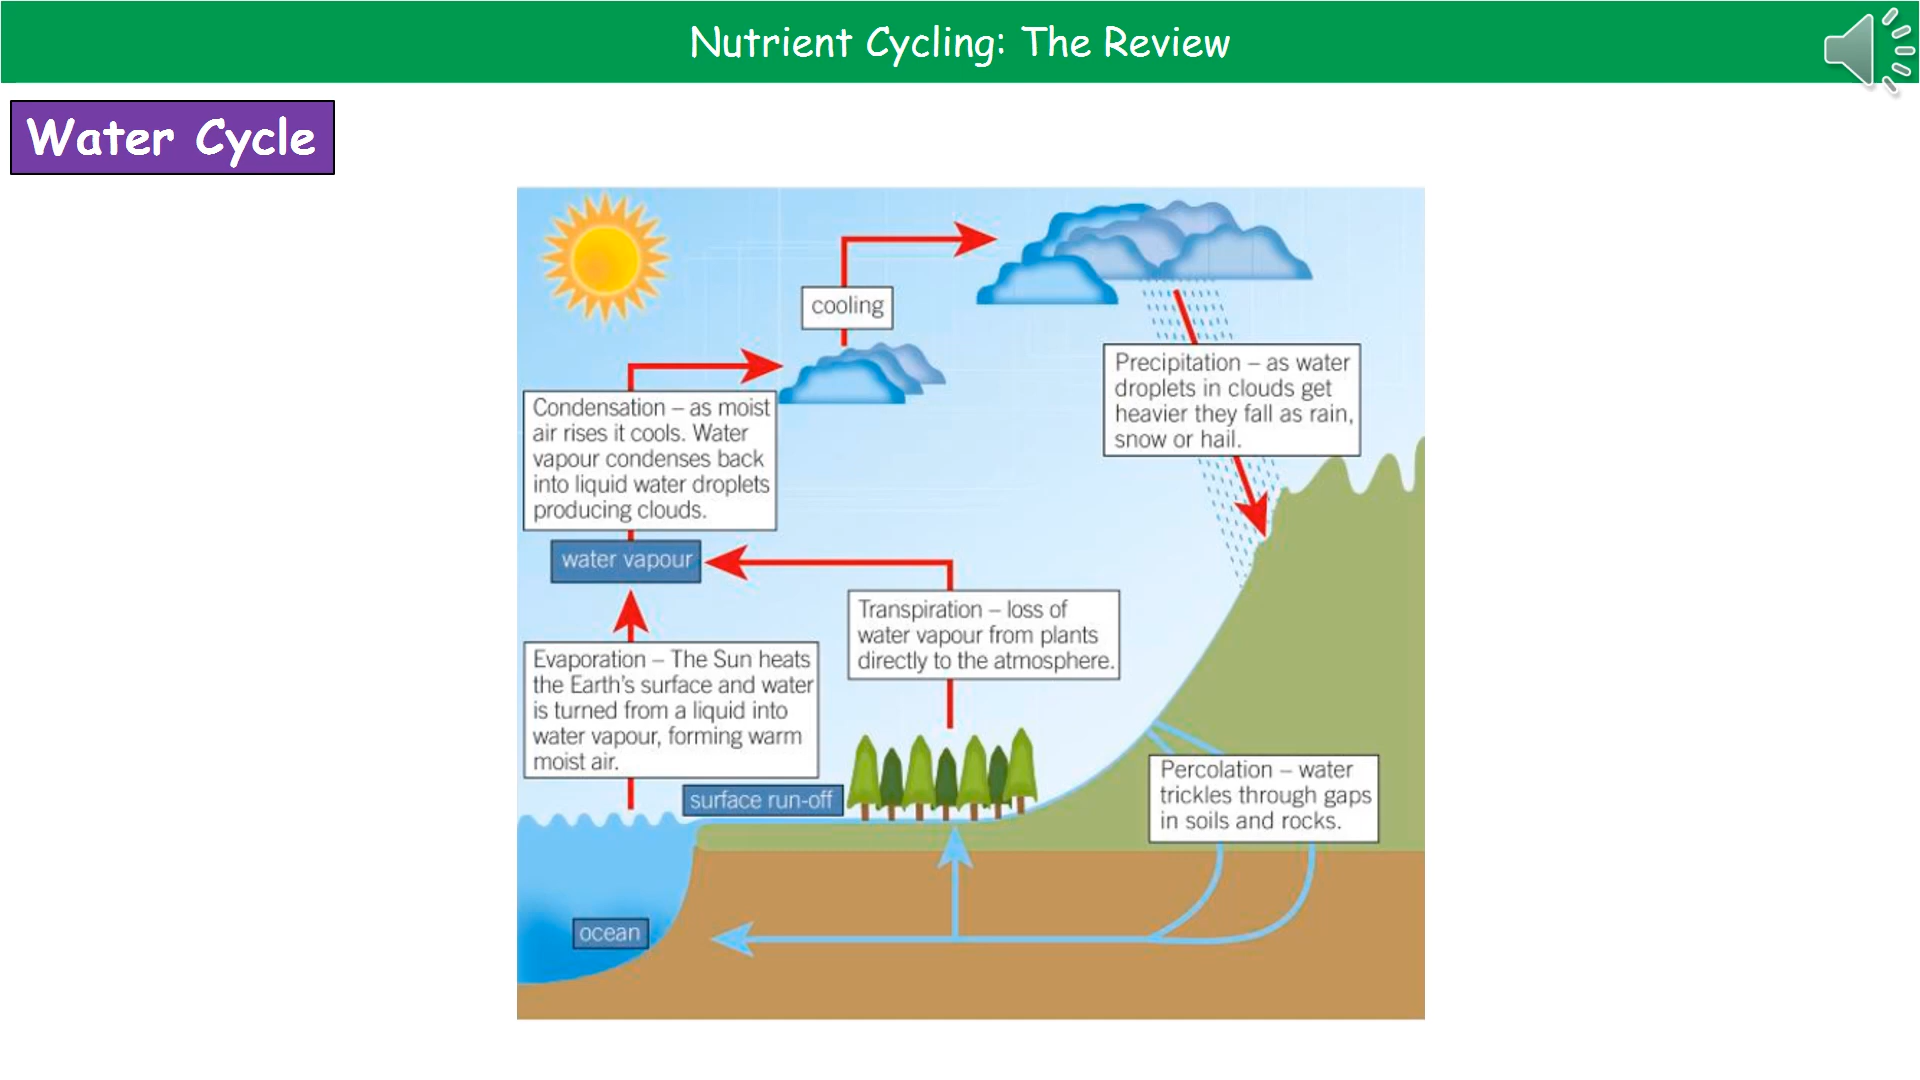 Nutrient Cycling: The Review
Water Cycle
cooling
Precipitation – as water
droplets in clouds get
heavier they fall as rain,
snow or hail.
Condensation – as moist
air rises it cools. Water
vapour condenses back
into liquid water droplets
producing clouds.
water vapour
Transpiration – loss of
water vapour from plants
directly to the atmosphere.
Evaporation – The Sun heats
the Earth's surface and water
is turned from a liquid into
water vapour, forming warm
moist air.
surface run-off
Percolation – water
trickles through gaps
in soils and rocks.
ocean